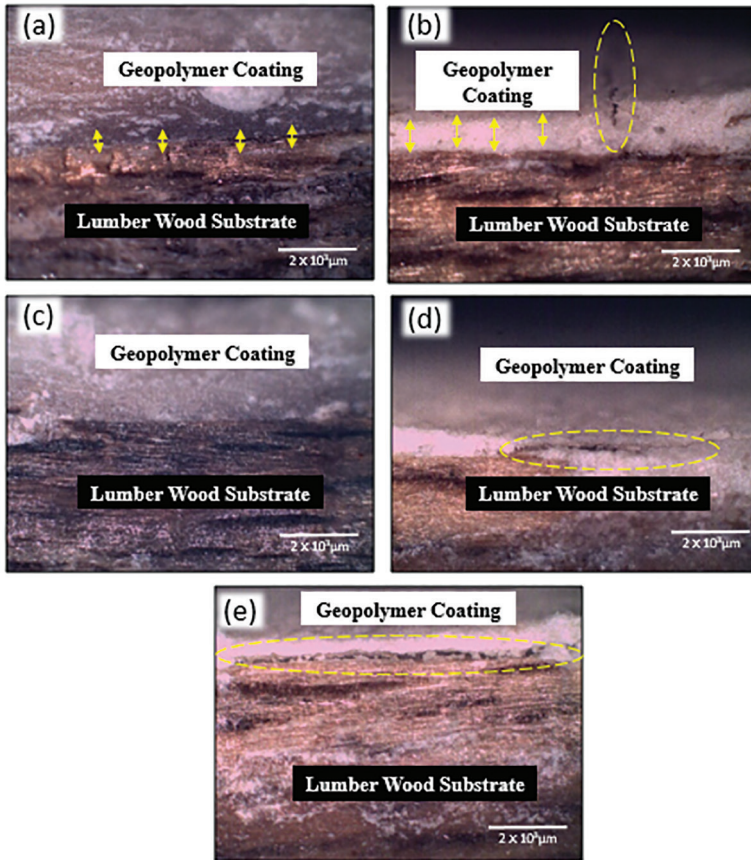 (a)
Geopolymer Coating
Lumber Wood Substrate
2 X 10³µm
(b)
Geopolymer
Coating
Lumber Wood Substrate
2 X 10³µm
(c)
Geopolymer Coating
Lumber Wood Substrate
2 X 10³µm
(d)
Geopolymer Coating
Lumber Wood Substrate
2 X 10³µm
(e)
Geopolymer Coating
Lumber Wood Substrate
2 X 10³µm